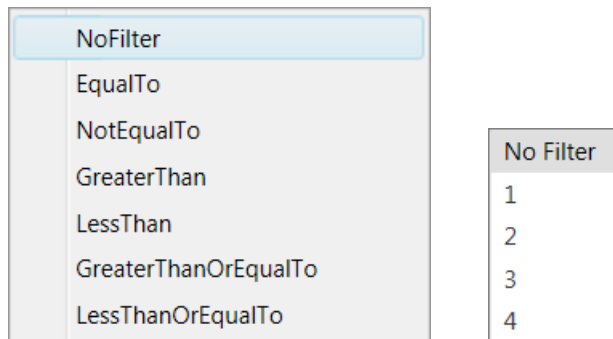 NoFilter
EqualTo
NotEqualTo
GreaterThan
LessThan
GreaterThanOrEqualTo
LessThanOrEqualTo
No Filter
1
2
3
4